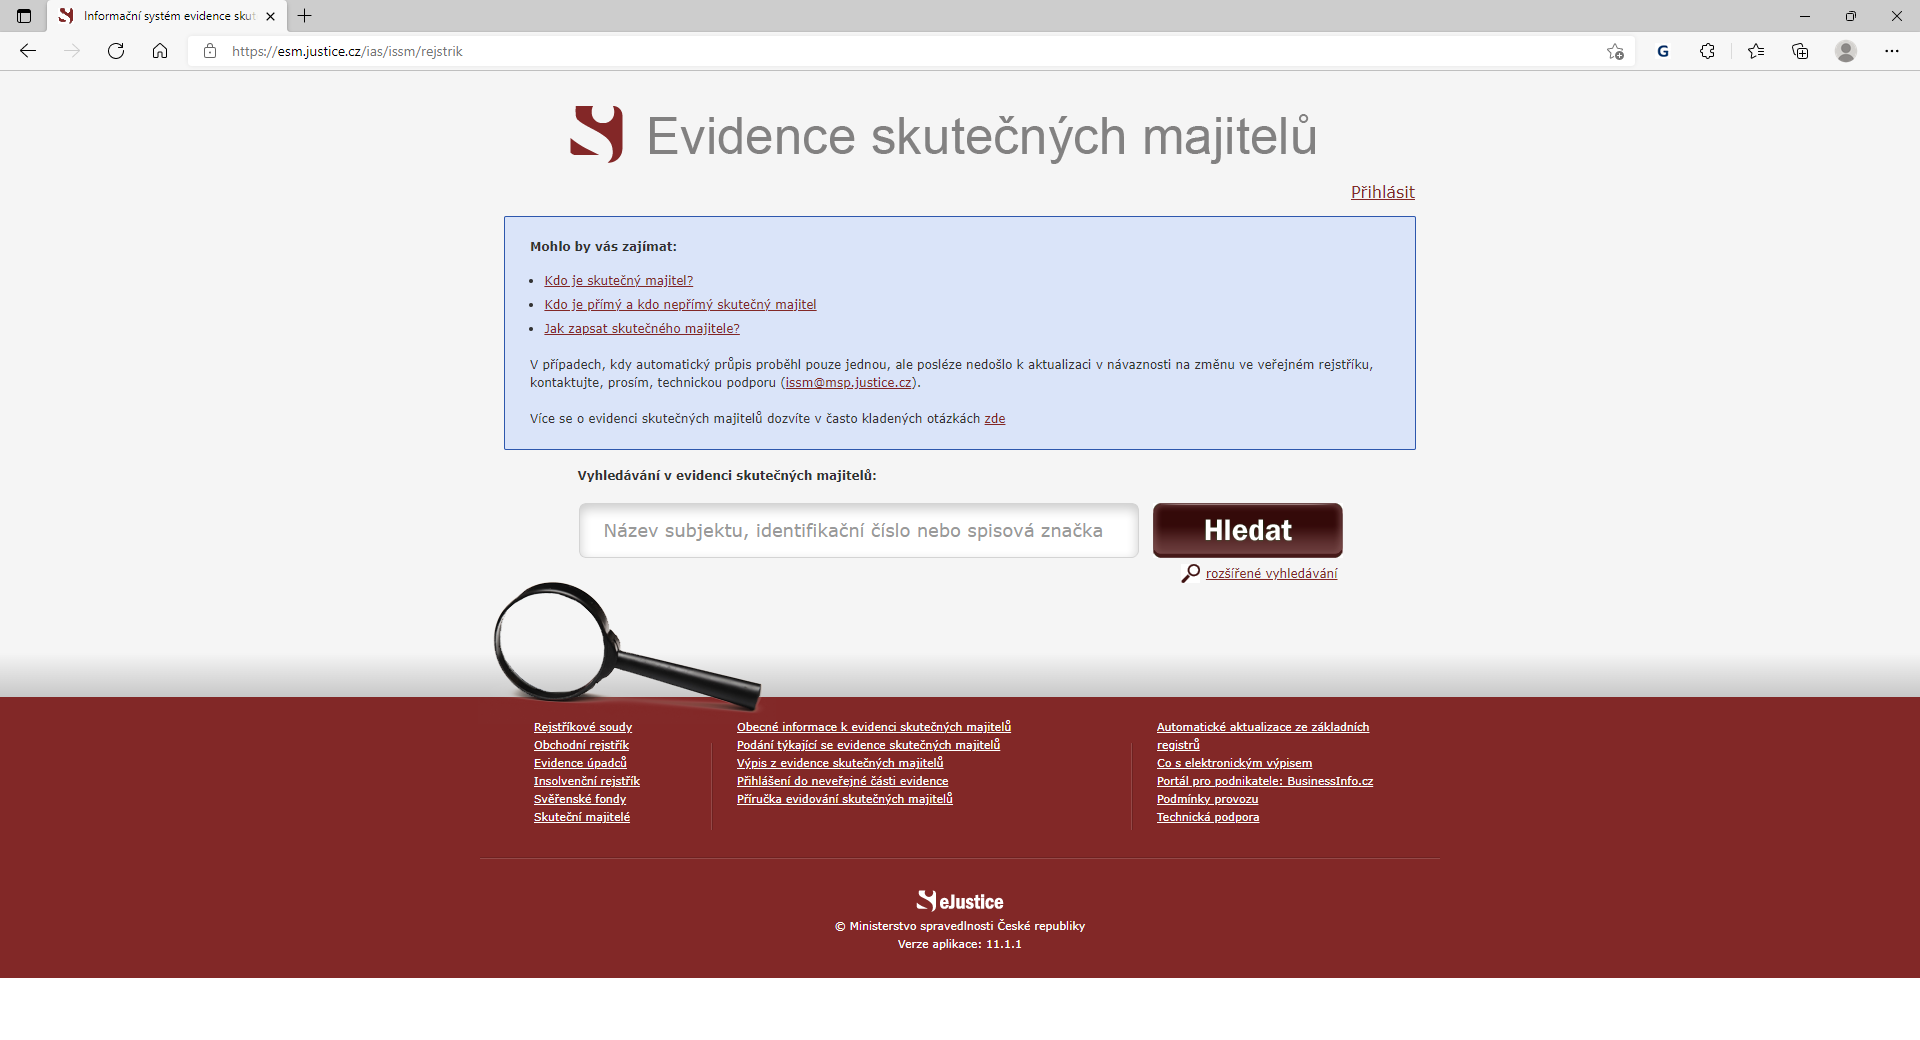 Informační systém evidence skut
https://esm.justice.cz/ias/issm/rejstrik
G
Evidence skutečných majitelů
Přihlásit
Mohlo by vás zajímat:
Kdo je skutečný majitel?
Kdo je přímý a kdo nepřímý skutečný majitel
Jak zapsat skutečného majitele?
V případech, kdy automatický průpis proběhl pouze jednou, ale posléze nedošlo k aktualizaci v návaznosti na změnu ve veřejném rejstříku,
kontaktujte, prosím, technickou podporu (issm@msp.justice.cz).
Více se o evidenci skutečných majitelů dozvíte v často kladených otázkách zde
Vyhledávání v evidenci skutečných majitelů:
Název subjektu, identifikační číslo nebo spisová značka
Hledat
rozšířené vyhledávání
Rejstříkové soudy
Obchodní rejstřík
Evidence úpadců
Insolvenční rejstřík
Svěřenské fondy
Skuteční majitelé
Obecné informace k evidenci skutečných majitelů
Podání týkající se evidence skutečných majitelů
Výpis z evidence skutečných majitelů
Přihlášení do neveřejné části evidence
Příručka evidování skutečných majitelů
Automatické aktualizace ze základních
registrů
Co s elektronickým výpisem
Portál pro podnikatele: BusinessInfo.cz
Podmínky provozu
Technická podpora
eJustice
© Ministerstvo spravedlnosti České republiky
Verze aplikace: 11.1.1